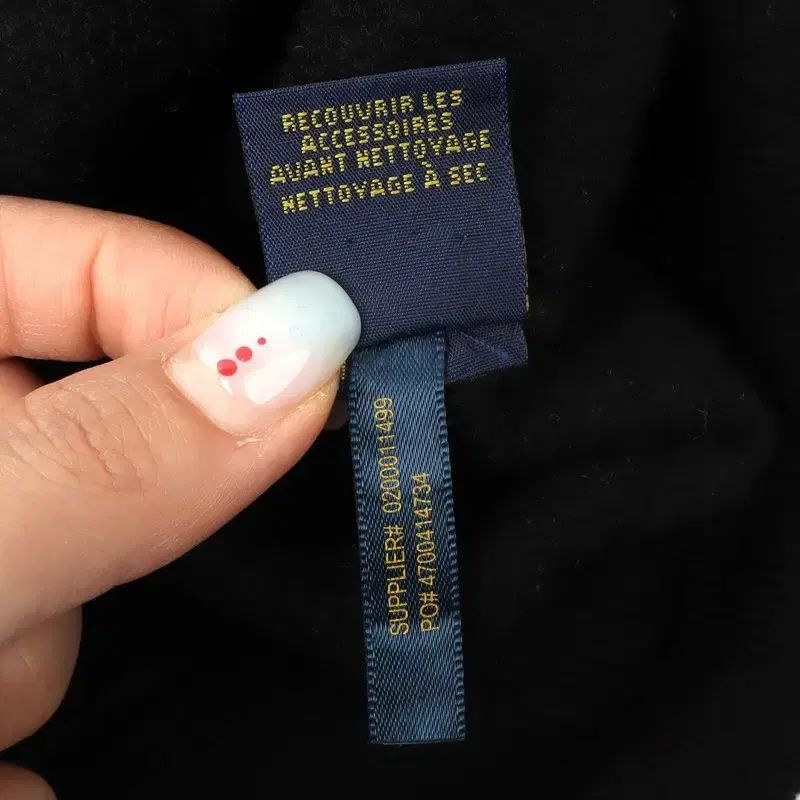 RECOUVRIR LES
ACCESSOIRES
AVANT NETTOYAGE
NETTOYAGE À SEC
SUPPLIER# 0200011499
PO# 4700414734